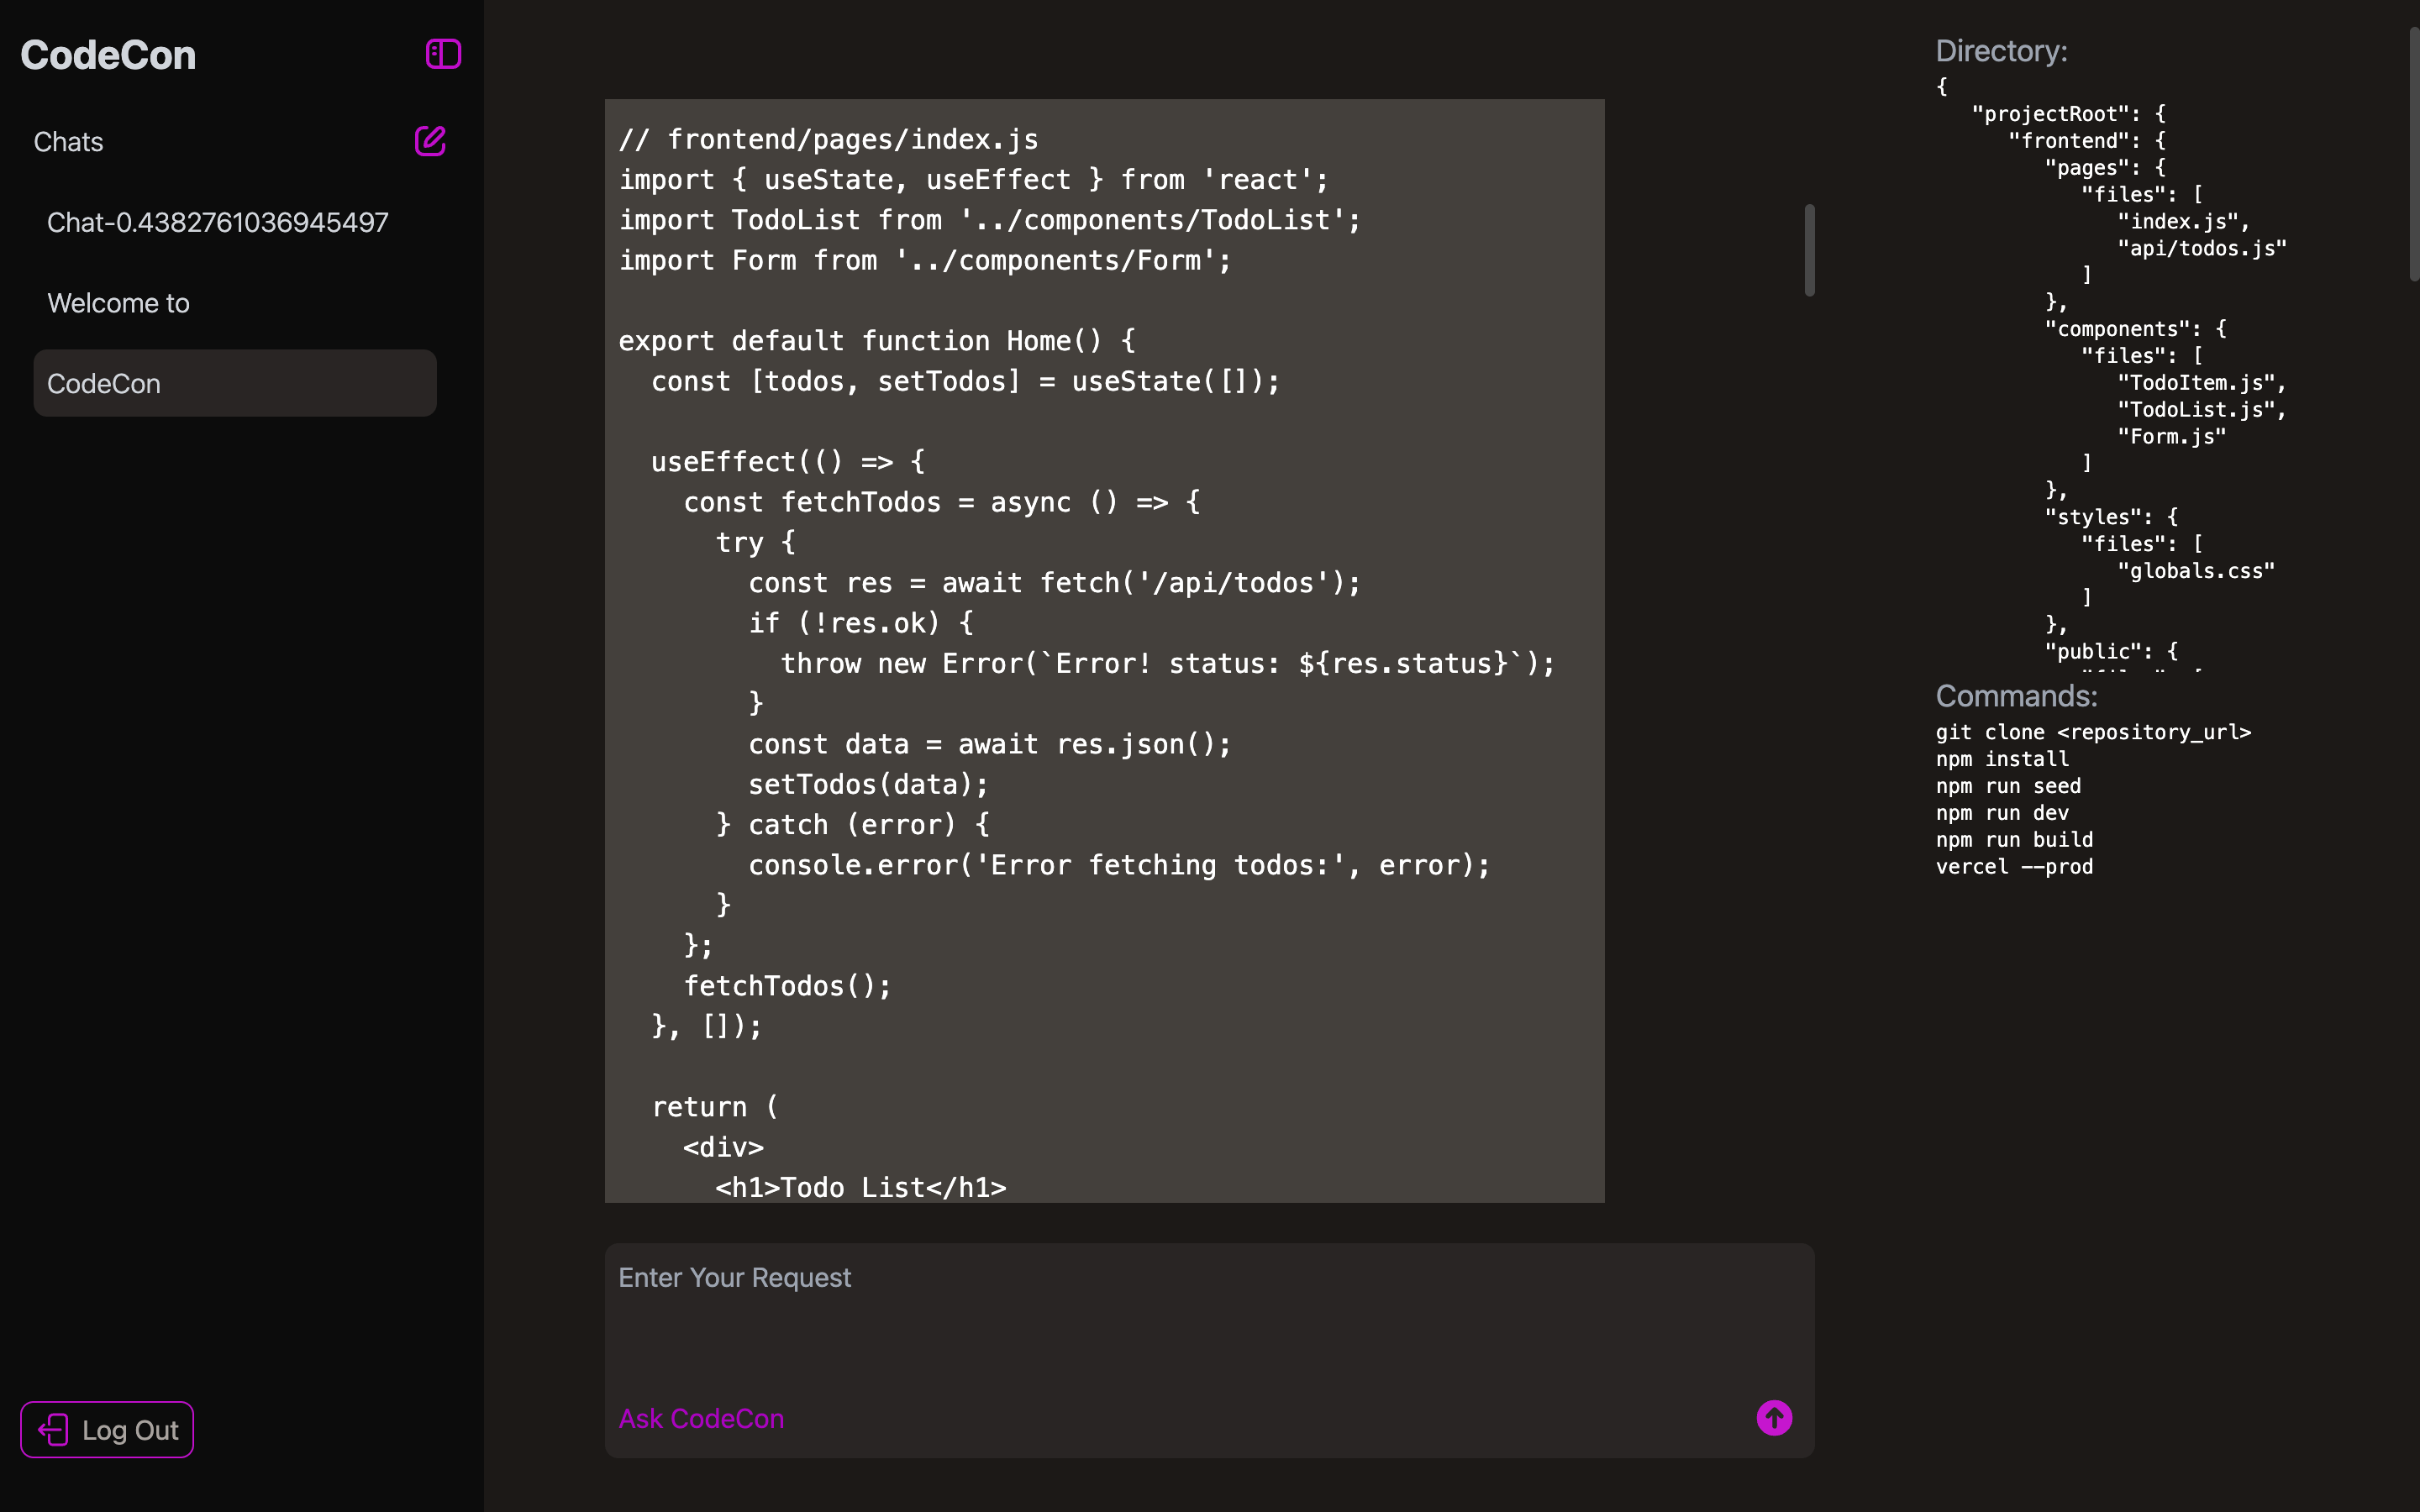 CodeCon
Chats
Chat-0.4382761036945497
Welcome to
CodeCon
Log Out
// frontend/pages/index.js
import { useState, useEffect } from 'react';
import TodoList from '../components/TodoList';
import Form from '../components/Form';
export default function Home() {
  const [todos, setTodos] = useState([]);
  useEffect(() => {
    const fetchTodos = async () => {
      try {
        const res = await fetch('/api/todos');
        if (!res.ok) {
          throw new Error(`Error! status: ${res.status}`);
        }
        const data = await res.json();
        setTodos(data);
      } catch (error) {
        console.error('Error fetching todos:', error);
      }
    };
    fetchTodos();
  }, []);
  return (
    <div>
      <h1>Todo List</h1>
Enter Your Request
Ask CodeCon
Directory:
{
   "projectRoot": {
      "frontend": {
         "pages": {
            "files": [
               "index.js",
               "api/todos.js"
            ]
         },
         "components": {
            "files": [
               "TodoItem.js",
               "TodoList.js",
               "Form.js"
            ]
         },
         "styles": {
            "files": [
               "globals.css"
            ]
         },
         "public": {
Commands:
git clone <repository_url>
npm install
npm run seed
npm run dev
npm run build
vercel --prod